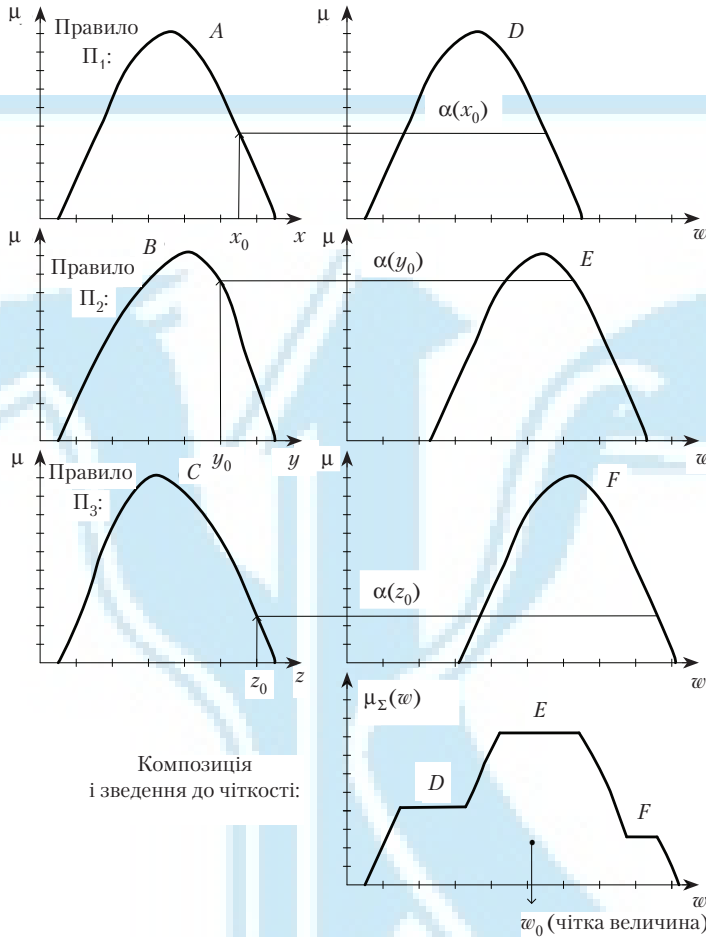 μ
Правило
П₁:
A
x₀
x
μ
D
α(x₀)
w
μ
Правило
П₂:
B
y₀
y
α(y₀)
E
w
μ
Правило
П₃:
C
z₀
z
μ
F
α(z₀)
w
Композиція
і зведення до чіткості:
μ_Σ(w)
D
E
F
w
w₀ (чітка величина)